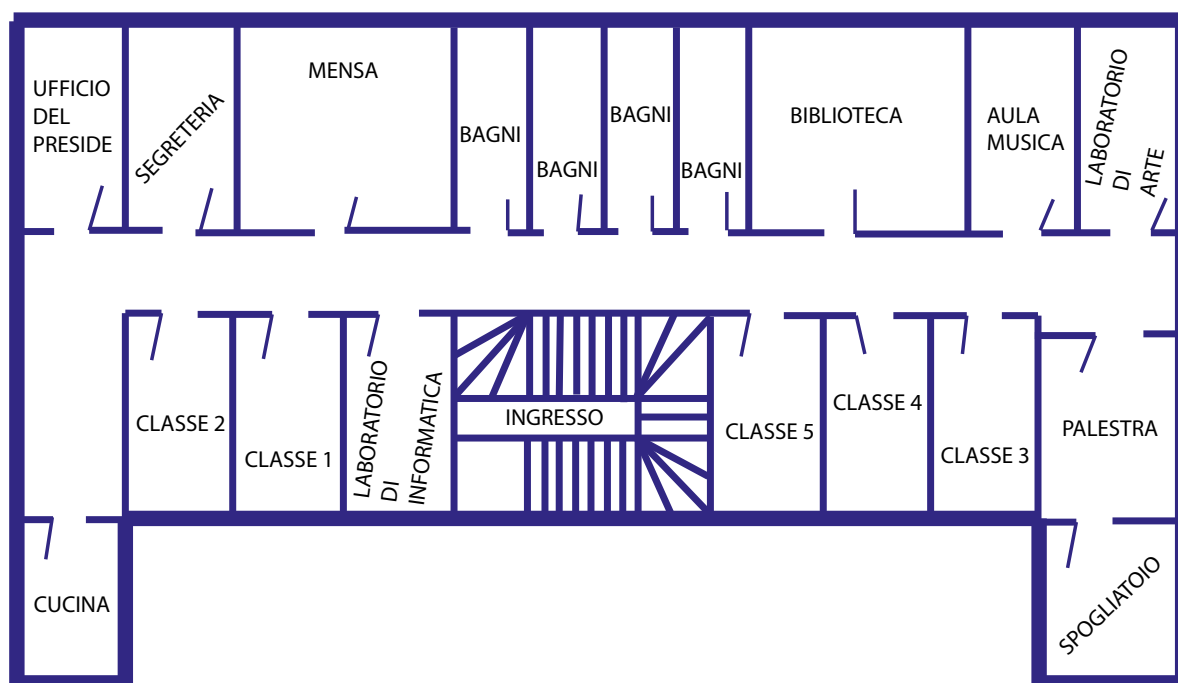 UFFICIO
DEL
PRESIDE
SEGRETERIA
MENSA
BAGNI
BAGNI
BAGNI
BAGNI
BIBLIOTECA
AULA
MUSICA
LABORATORIO
DI
ARTE
CLASSE 2
CLASSE 1
LABORATORIO
DI
INFORMATICA
INGRESSO
CLASSE 5
CLASSE 4
CLASSE 3
PALESTRA
CUCINA
SPOGLIATOIO